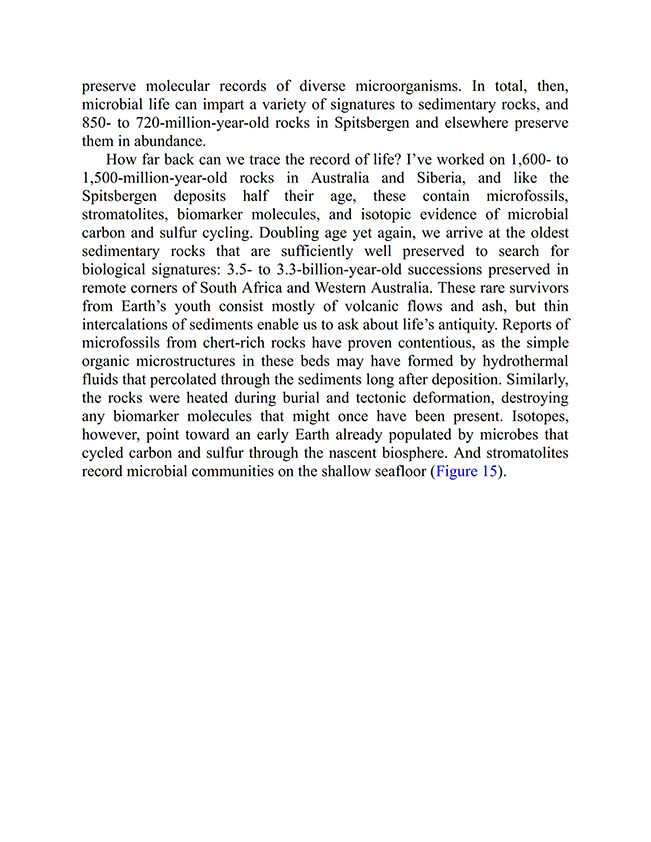 preserve molecular records of diverse microorganisms. In total, then,
microbial life can impart a variety of signatures to sedimentary rocks, and
850- to 720-million-year-old rocks in Spitsbergen and elsewhere preserve
them in abundance.
How far back can we trace the record of life? I’ve worked on 1,600- to
1,500-million-year-old rocks in Australia and Siberia, and like the
Spitsbergen deposits half their age, these contain microfossils,
stromatolites, biomarker molecules, and isotopic evidence of microbial
carbon and sulfur cycling. Doubling age yet again, we arrive at the oldest
sedimentary rocks that are sufficiently well preserved to search for
biological signatures: 3.5- to 3.3-billion-year-old successions preserved in
remote corners of South Africa and Western Australia. These rare survivors
from Earth’s youth consist mostly of volcanic flows and ash, but thin
intercalations of sediments enable us to ask about life’s antiquity. Reports of
microfossils from chert-rich rocks have proven contentious, as the simple
organic microstructures in these beds may have formed by hydrothermal
fluids that percolated through the sediments long after deposition. Similarly,
the rocks were heated during burial and tectonic deformation, destroying
any biomarker molecules that might once have been present. Isotopes,
however, point toward an early Earth already populated by microbes that
cycled carbon and sulfur through the nascent biosphere. And stromatolites
record microbial communities on the shallow seafloor (Figure 15).